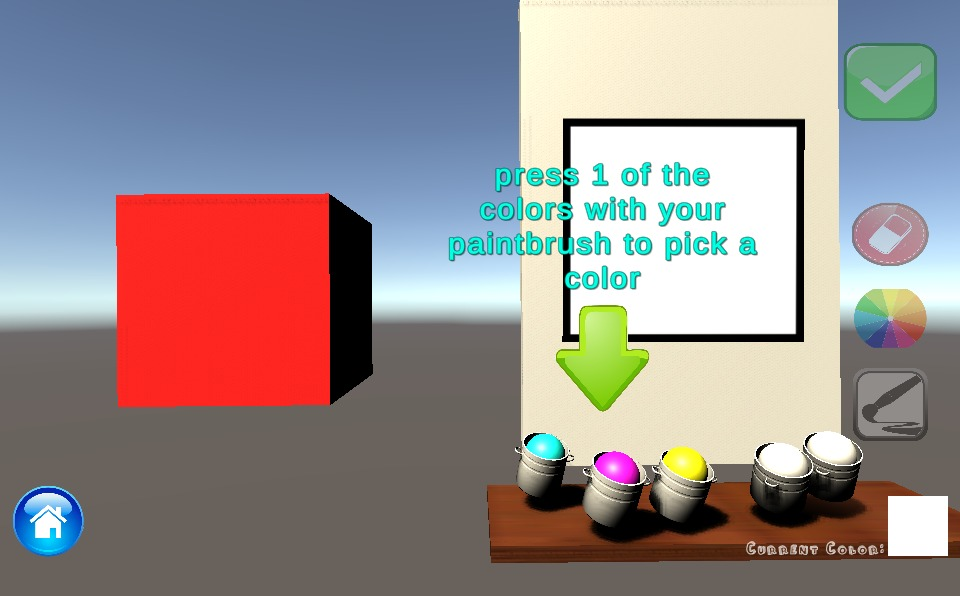 press 1 of the
colors with your
paintbrush to pick a
color
Current Color: